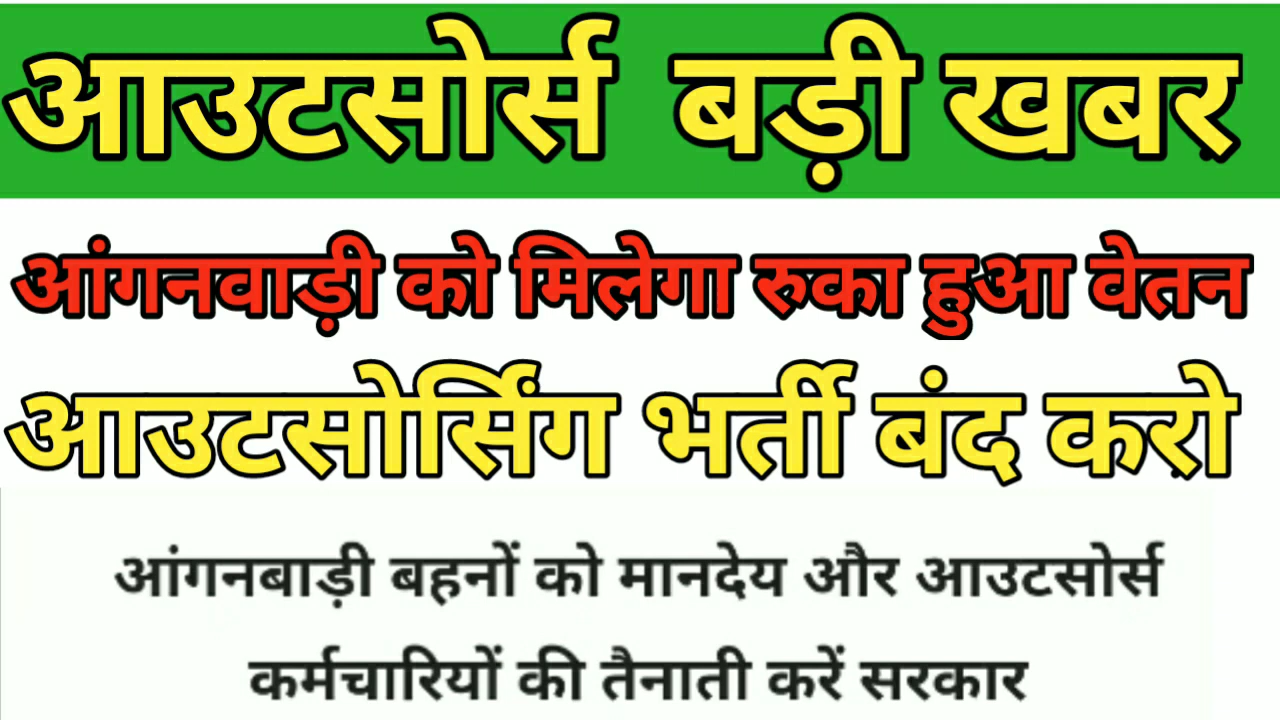 आउटसोर्स बड़ी खबर
आंगनवाड़ी को मिलेगा रुका हुआ वेतन
आउटसोर्सिंग भर्ती बंद करो
आंगनबाड़ी बहनों को मानदेय और आउटसोर्स
कर्मचारियों की तैनाती करें सरकार